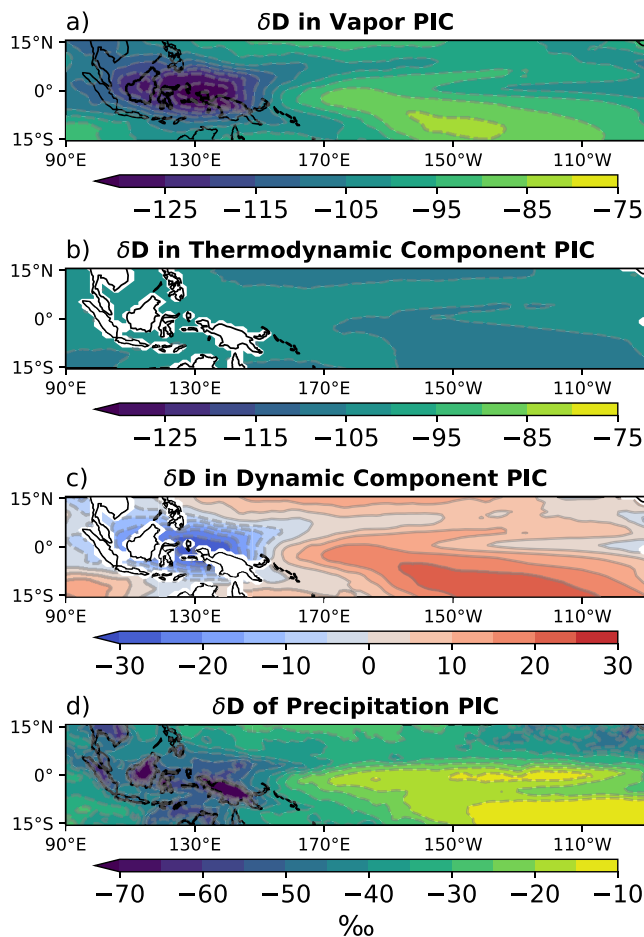 a) δD in Vapor PIC
15°N
0°
15°S
90°E 130°E 170°E 150°W 110°W
−125 −115 −105 −95 −85 −75
b) δD in Thermodynamic Component PIC
15°N
0°
15°S
90°E 130°E 170°E 150°W 110°W
−125 −115 −105 −95 −85 −75
c) δD in Dynamic Component PIC
15°N
0°
15°S
90°E 130°E 170°E 150°W 110°W
−30 −20 −10 0 10 20 30
d) δD of Precipitation PIC
15°N
0°
15°S
90°E 130°E 170°E 150°W 110°W
−70 −60 −50 −40 −30 −20 −10
‰